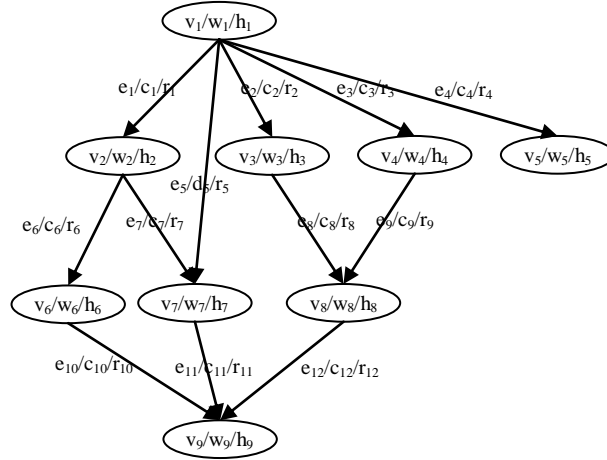 v₁/w₁/h₁
e₁/c₁/r₁
e₂/c₂/r₂
e₃/c₃/r₃
e₄/c₄/r₄
v₂/w₂/h₂
v₃/w₃/h₃
v₄/w₄/h₄
v₅/w₅/h₅
e₅/d₅/r₅
e₆/c₆/r₆
e₇/c₇/r₇
e₈/c₈/r₈
e₉/c₉/r₉
v₆/w₆/h₆
v₇/w₇/h₇
v₈/w₈/h₈
e₁₀/c₁₀/r₁₀
e₁₁/c₁₁/r₁₁
e₁₂/c₁₂/r₁₂
v₉/w₉/h₉